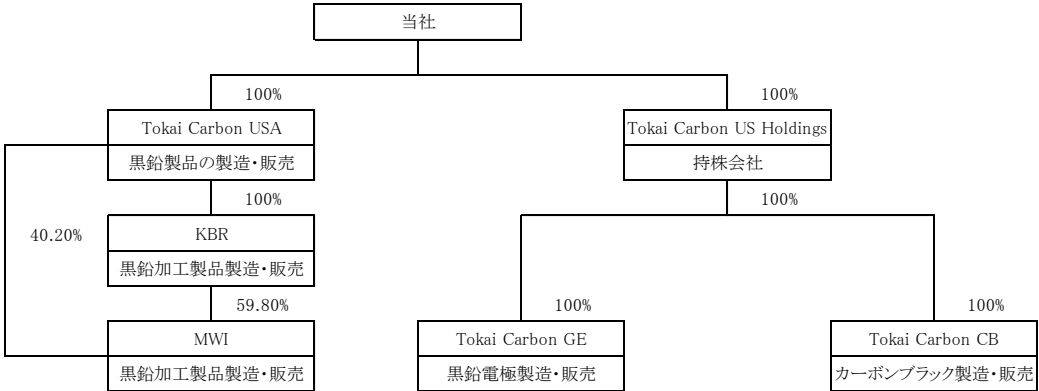 当社
100%
100%
Tokai Carbon USA
Tokai Carbon US Holdings
黒鉛製品の製造・販売
持株会社
100%
100%
40.20%
KBR
黒鉛加工製品製造・販売
59.80%
100%
100%
MWI
Tokai Carbon GE
Tokai Carbon CB
黒鉛加工製品製造・販売
黒鉛電極製造・販売
カーボンブラック製造・販売